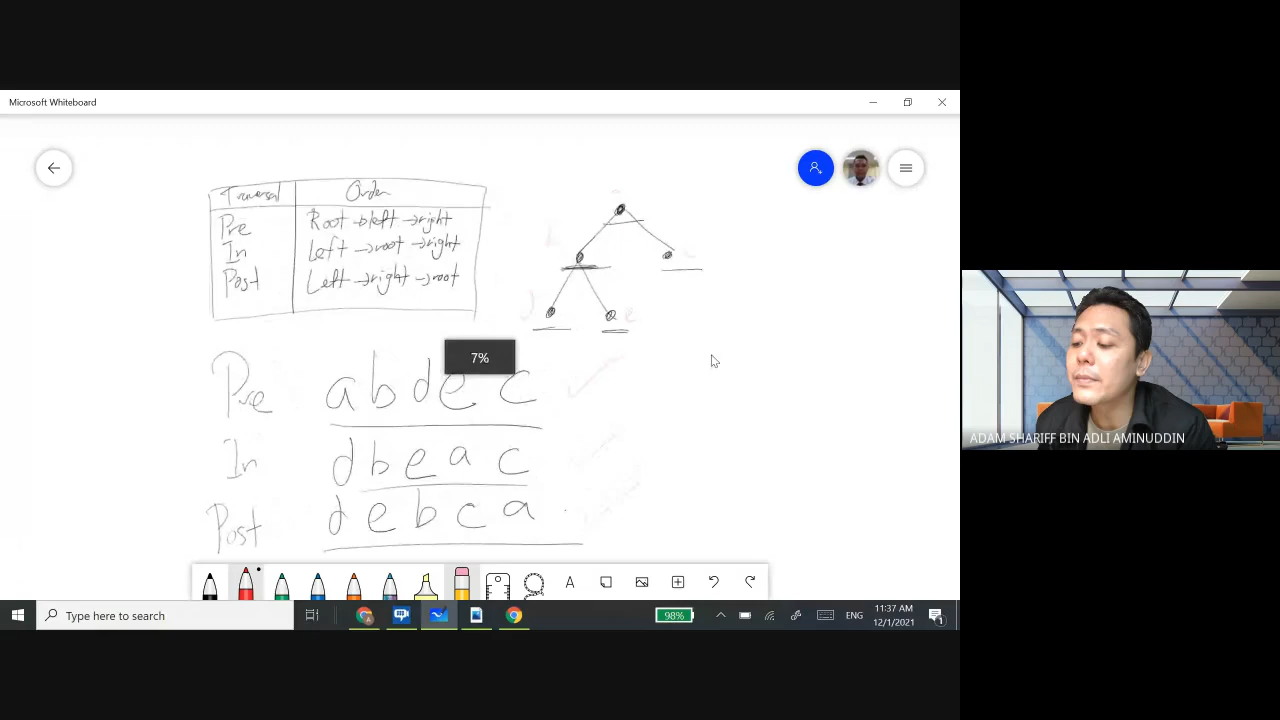 Microsoft Whiteboard
Traversal Order
Pre Root → left → right
In Left → root → right
Post Left → right → root
7%
Pre a b d e c
In d b e a c
Post d e b c a
ADAM SHARIFF BIN ADLI AMINUDDIN
Type here to search
98%
ENG
11:37 AM
12/1/2021